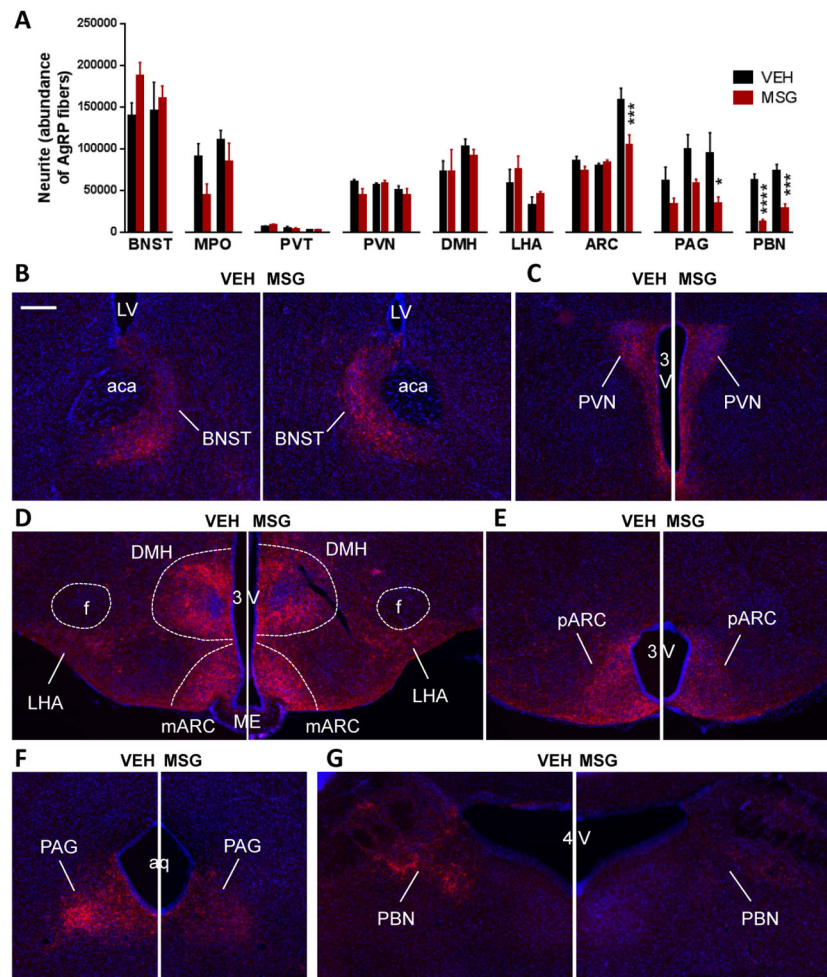 A
Neurite (abundance
of AgRP fibers)
250000
200000
150000
100000
50000
0
VEH
MSG
***
*
****
***
BNST MPO PVT PVN DMH LHA ARC PAG PBN
B VEH MSG
LV LV
aca aca
BNST BNST
C VEH MSG
3
V
PVN PVN
D VEH MSG
DMH DMH
f 3 V f
LHA LHA
mARC ME mARC
E VEH MSG
pARC pARC
3 V
F VEH MSG
PAG PAG
aq
G VEH MSG
4 V
PBN PBN